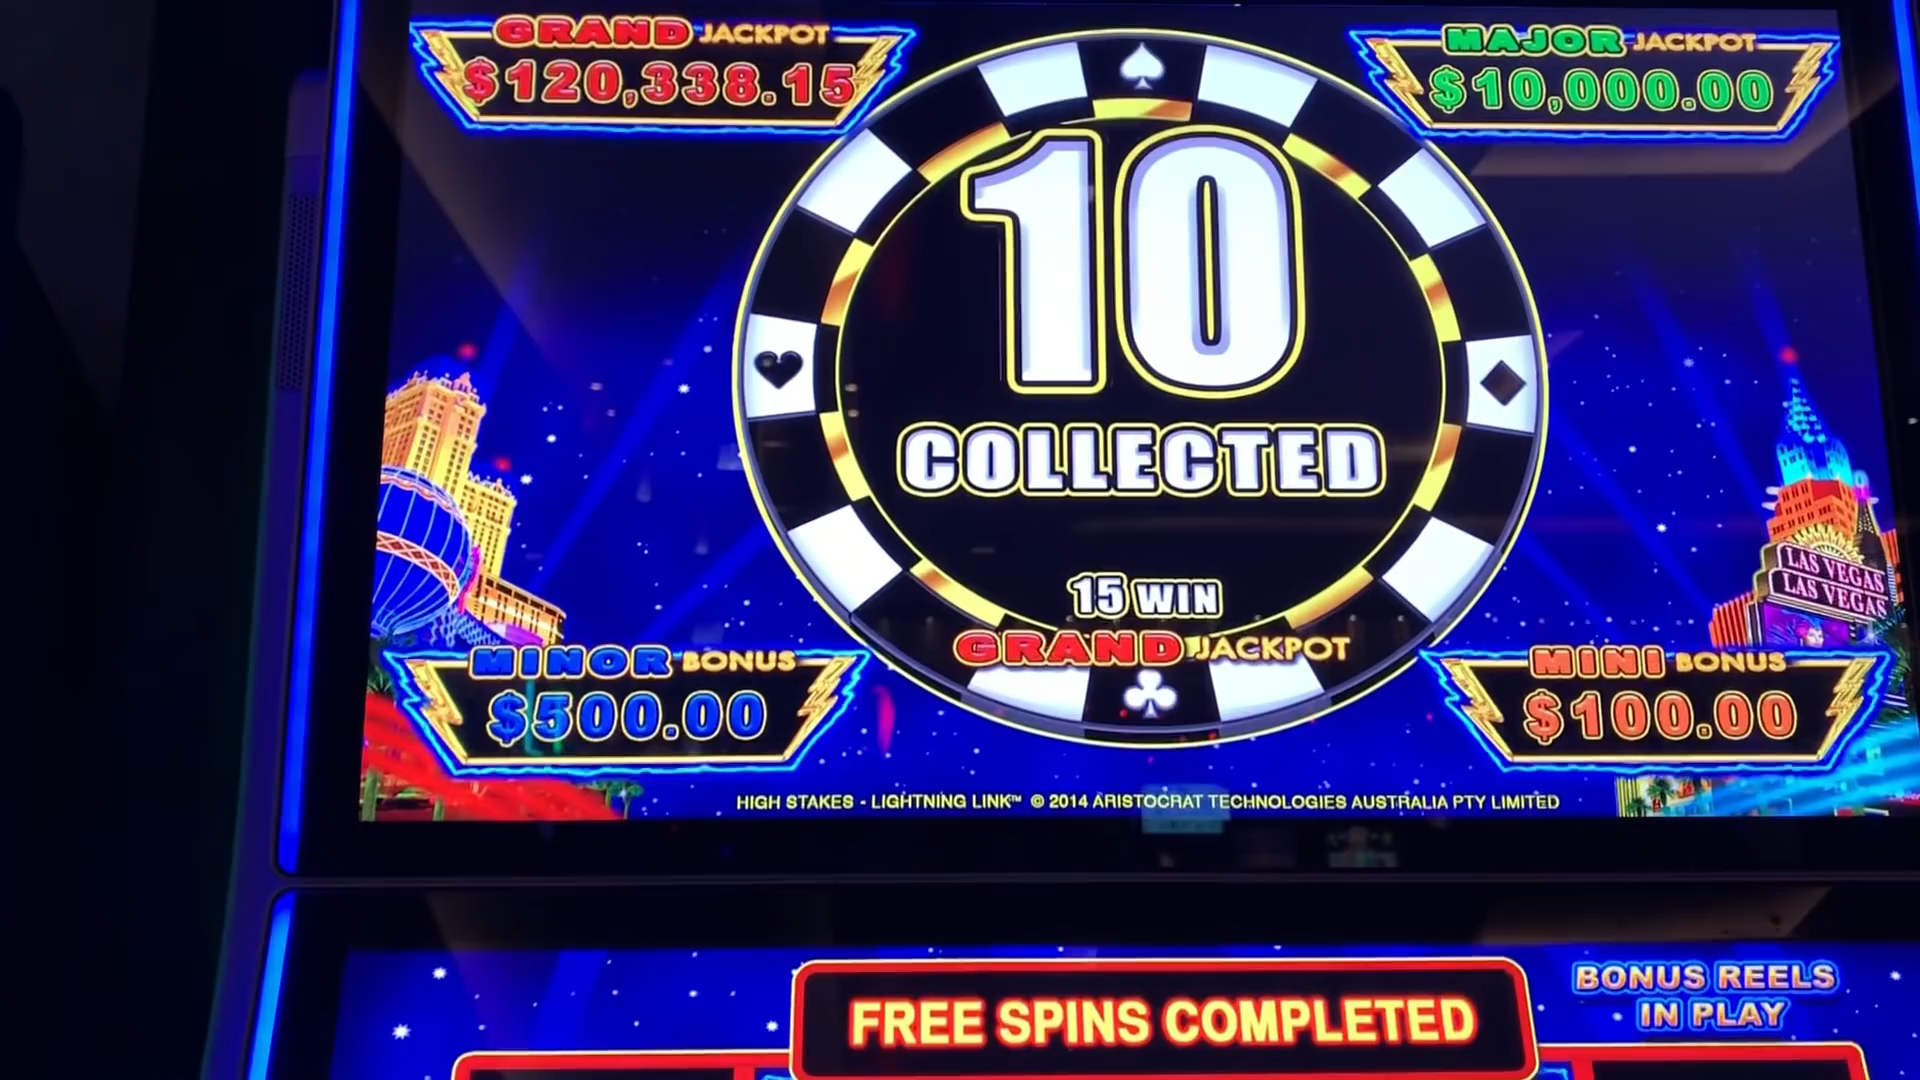 GRAND JACKPOT
$120,338.15
MAJOR JACKPOT
$10,000.00
10
COLLECTED
15 WIN
GRAND JACKPOT
MINOR BONUS
$500.00
MINI BONUS
$100.00
LAS VEGAS
LAS VEGAS
HIGH STAKES - LIGHTNING LINK™ © 2014 ARISTOCRAT TECHNOLOGIES AUSTRALIA PTY LIMITED
FREE SPINS COMPLETED
BONUS REELS
IN PLAY